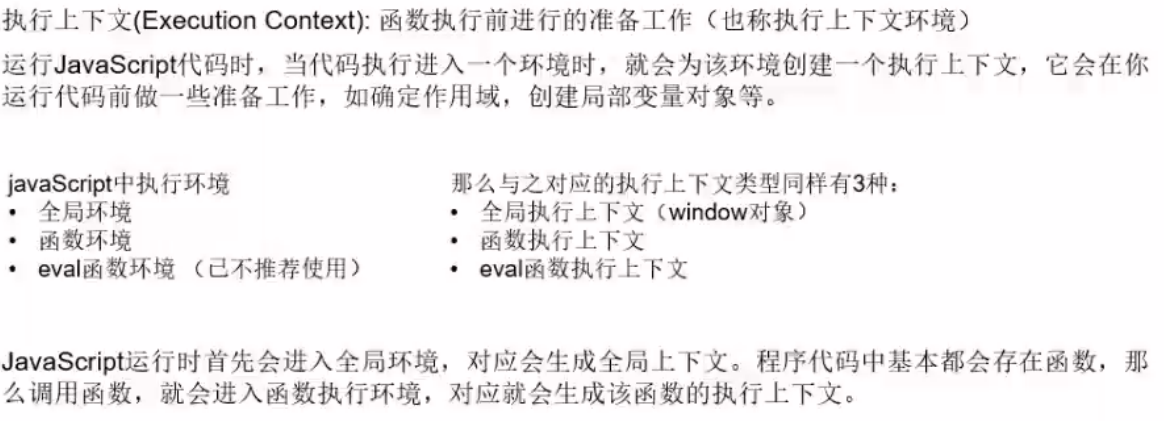 执行上下文(Execution Context): 函数执行前进行的准备工作（也称执行上下文环境）
运行JavaScript代码时，当代码执行进入一个环境时，就会为该环境创建一个执行上下文，它会在你
运行代码前做一些准备工作，如确定作用域，创建局部变量对象等。
javaScript中执行环境
• 全局环境
• 函数环境
• eval函数环境 （已不推荐使用）
那么与之对应的执行上下文类型同样有3种：
• 全局执行上下文（window对象）
• 函数执行上下文
• eval函数执行上下文
JavaScript运行时首先会进入全局环境，对应会生成全局上下文。程序代码中基本都会存在函数，那
么调用函数，就会进入函数执行环境，对应就会生成该函数的执行上下文。